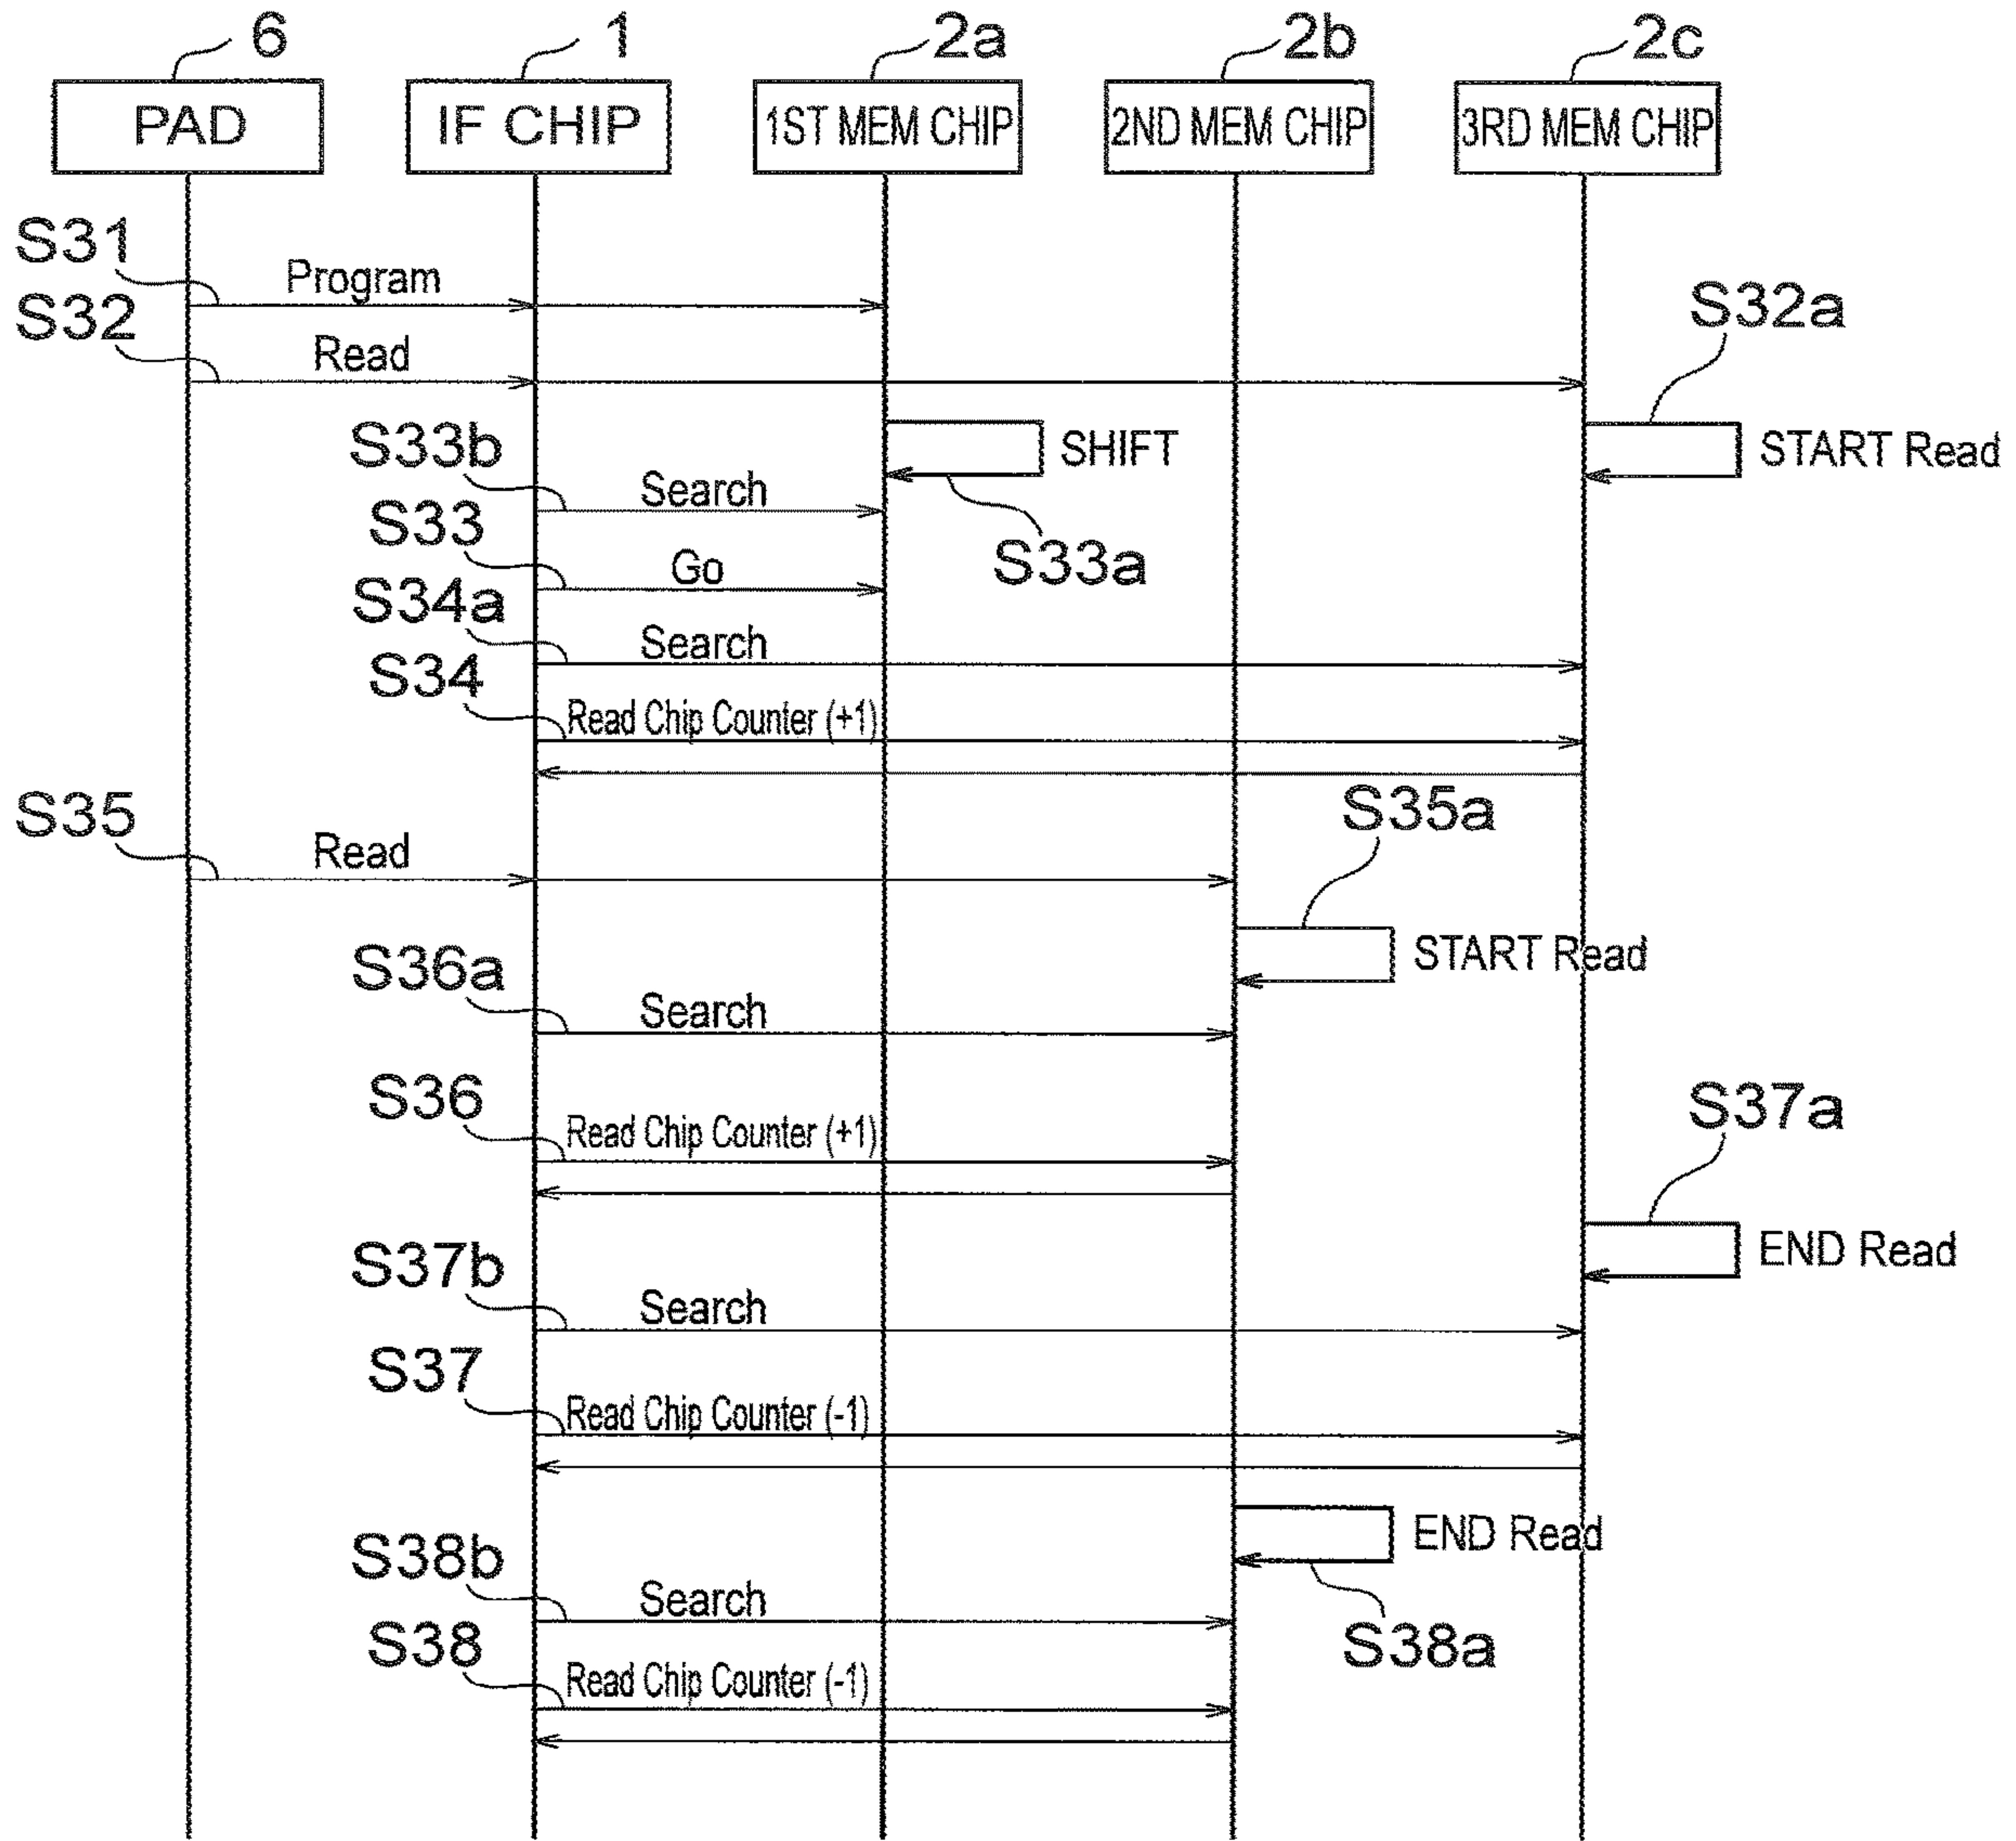 6
1
2a
2b
2c
PAD
IF CHIP
1ST MEM CHIP
2ND MEM CHIP
3RD MEM CHIP
S31
Program
S32
Read
S32a
S33b
SHIFT
START Read
Search
S33
S33a
Go
S34a
Search
S34
Read Chip Counter (+1)
S35
S35a
Read
START Read
S36a
Search
S36
Read Chip Counter (+1)
S37a
END Read
S37b
Search
S37
Read Chip Counter (-1)
END Read
S38b
Search
S38a
S38
Read Chip Counter (-1)